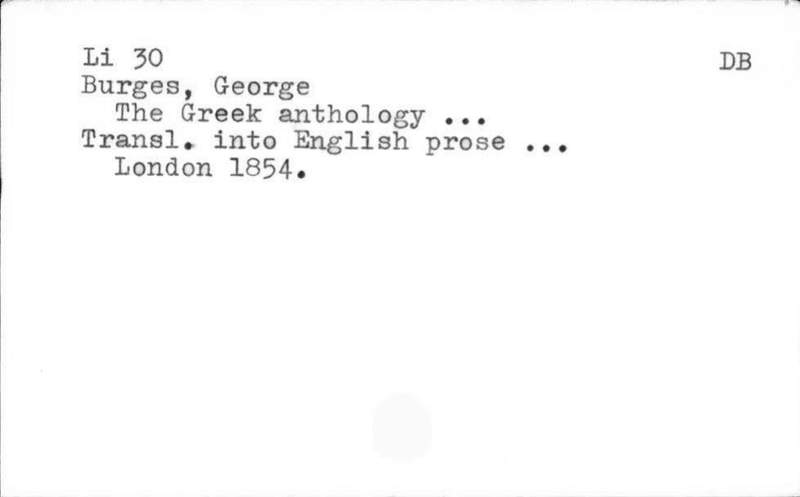 Li 30 DB
Burges, George
The Greek anthology ...
Transl. into English prose ...
London 1854.